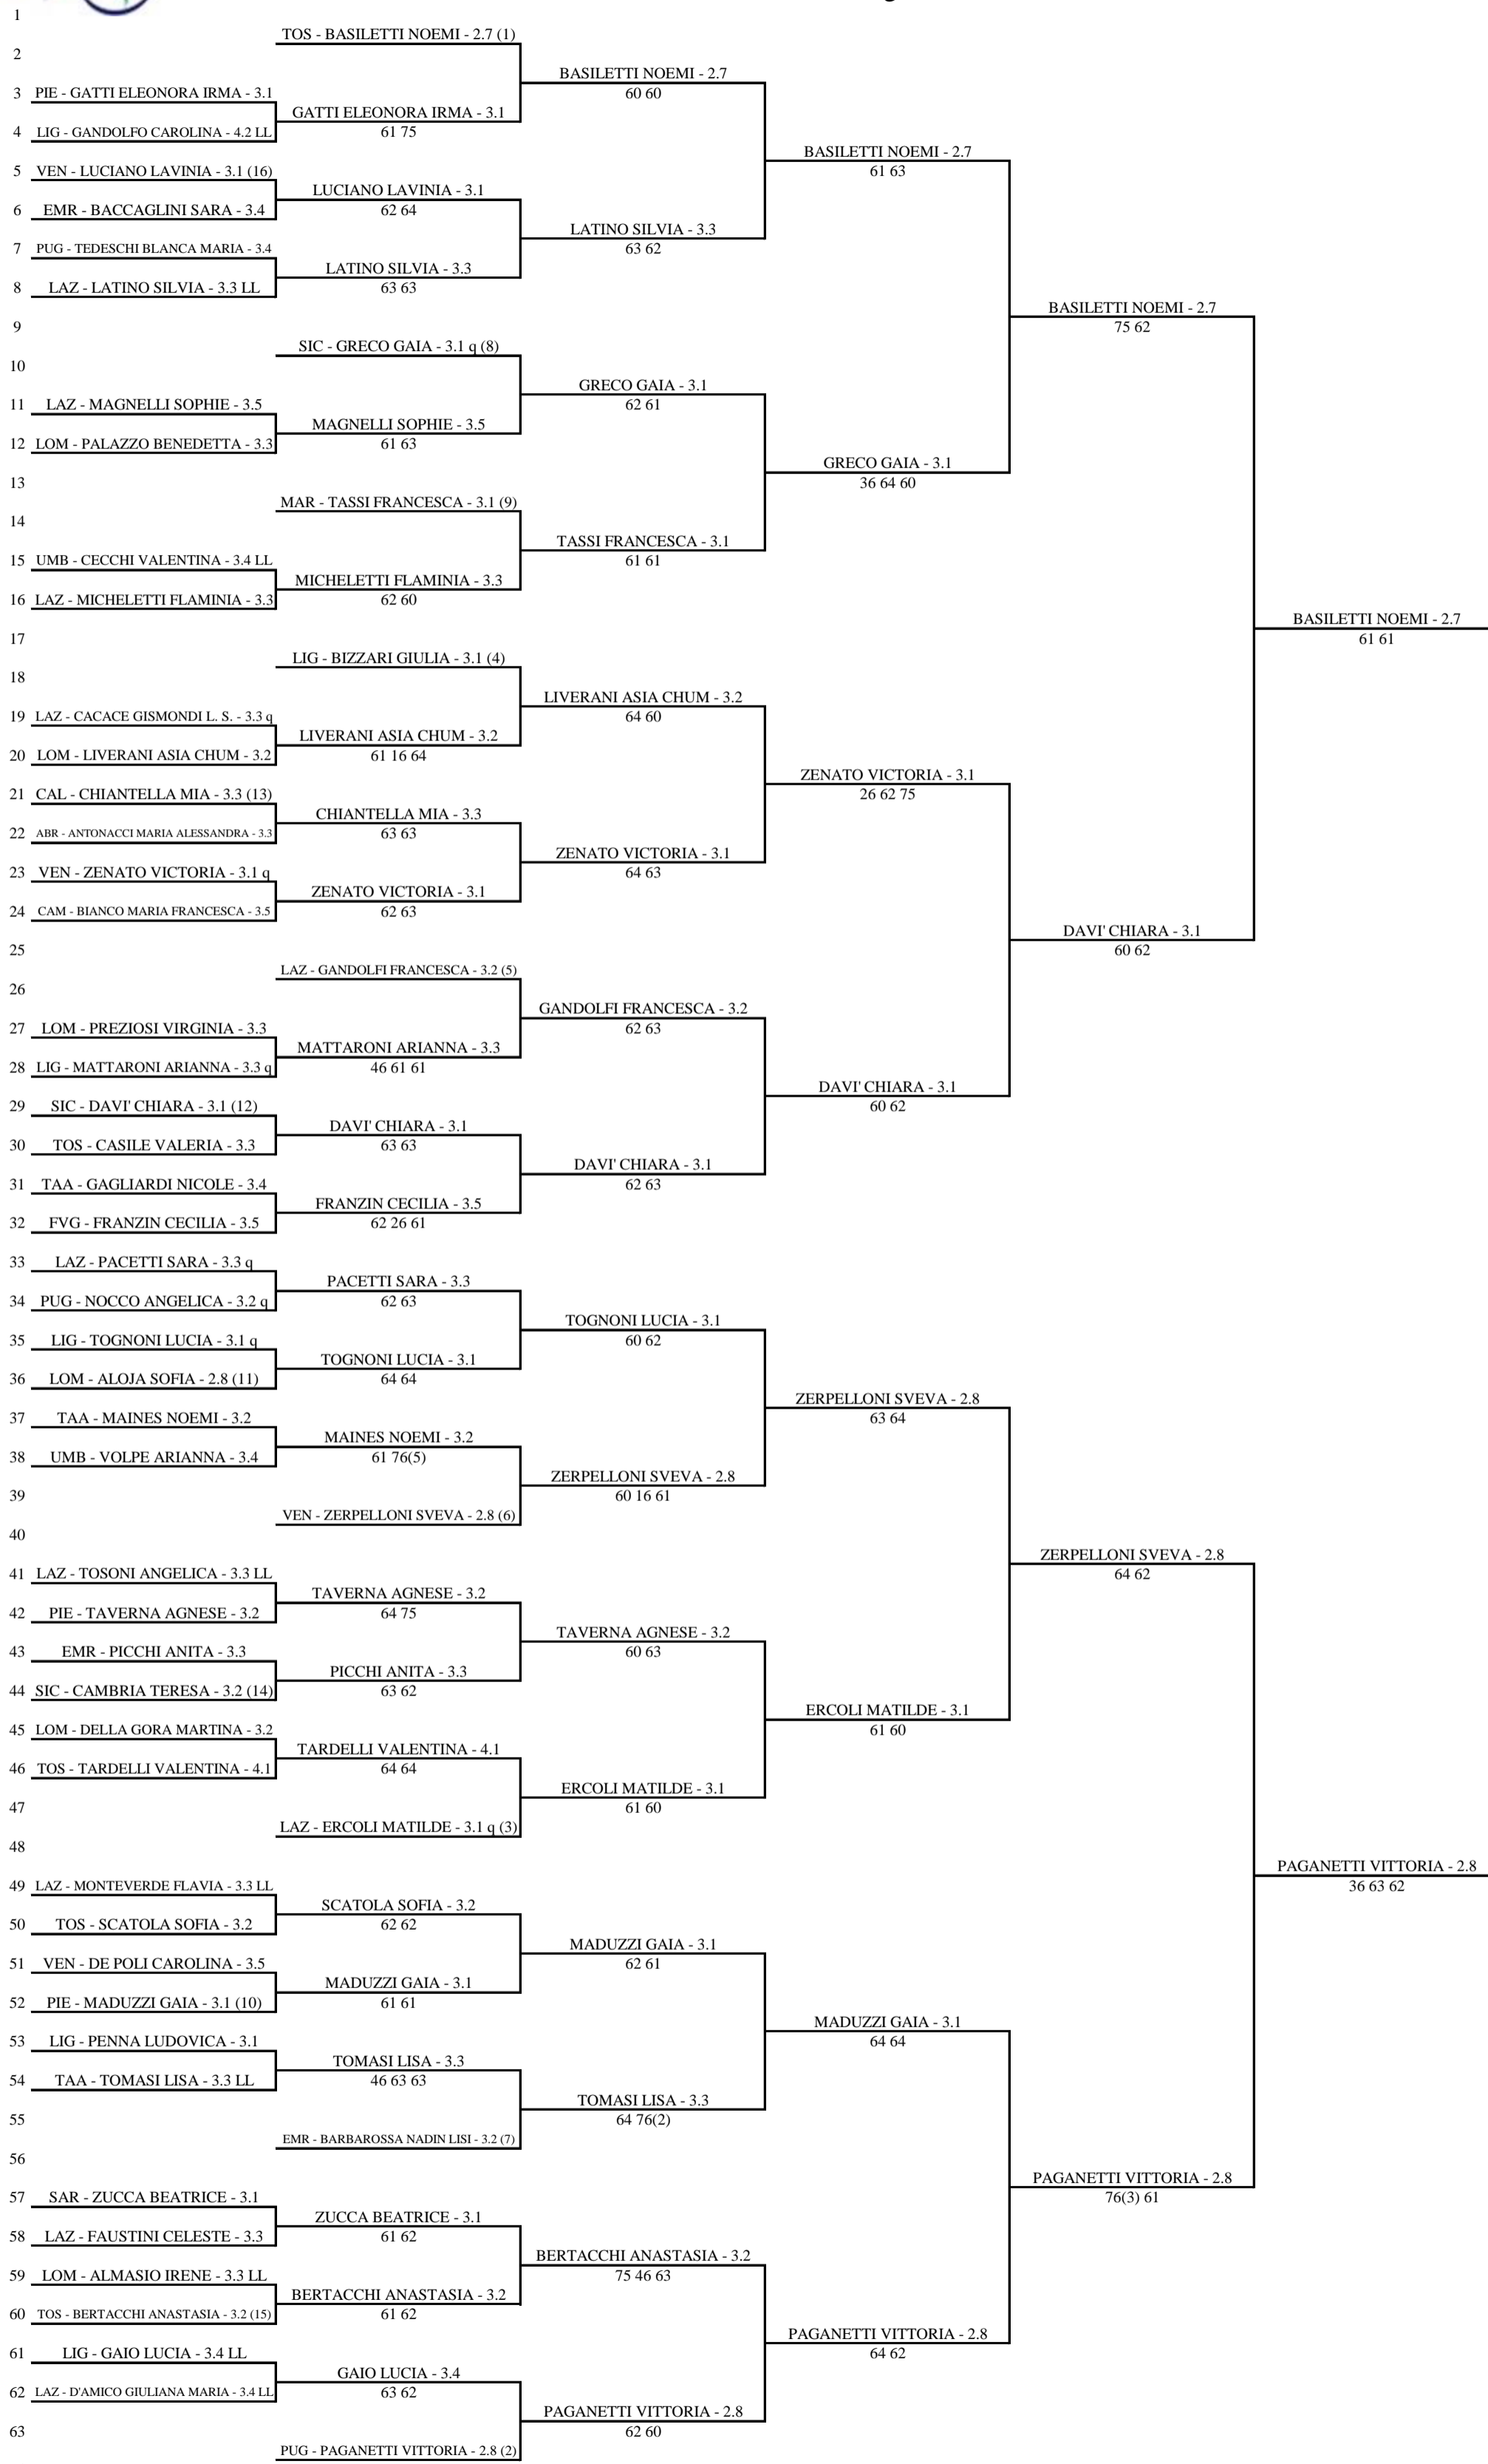 1
TOS - BASILETTI NOEMI - 2.7 (1)
2
BASILETTI NOEMI - 2.7
60 60
3 PIE - GATTI ELEONORA IRMA - 3.1
GATTI ELEONORA IRMA - 3.1
61 75
4 LIG - GANDOLFO CAROLINA - 4.2 LL
BASILETTI NOEMI - 2.7
61 63
5 VEN - LUCIANO LAVINIA - 3.1 (16)
LUCIANO LAVINIA - 3.1
62 64
6 EMR - BACCAGLINI SARA - 3.4
LATINO SILVIA - 3.3
63 62
7 PUG - TEDESCHI BLANCA MARIA - 3.4
LATINO SILVIA - 3.3
63 63
8 LAZ - LATINO SILVIA - 3.3 LL
BASILETTI NOEMI - 2.7
75 62
9
SIC - GRECO GAIA - 3.1 q (8)
10
GRECO GAIA - 3.1
62 61
11 LAZ - MAGNELLI SOPHIE - 3.5
MAGNELLI SOPHIE - 3.5
61 63
12 LOM - PALAZZO BENEDETTA - 3.3
GRECO GAIA - 3.1
36 64 60
13
MAR - TASSI FRANCESCA - 3.1 (9)
14
TASSI FRANCESCA - 3.1
61 61
15 UMB - CECCHI VALENTINA - 3.4 LL
MICHELETTI FLAMINIA - 3.3
62 60
16 LAZ - MICHELETTI FLAMINIA - 3.3
BASILETTI NOEMI - 2.7
61 61
17
LIG - BIZZARI GIULIA - 3.1 (4)
18
LIVERANI ASIA CHUM - 3.2
64 60
19 LAZ - CACACE GISMONDI L. S. - 3.3 q
LIVERANI ASIA CHUM - 3.2
61 16 64
20 LOM - LIVERANI ASIA CHUM - 3.2
ZENATO VICTORIA - 3.1
26 62 75
21 CAL - CHIANTELLA MIA - 3.3 (13)
CHIANTELLA MIA - 3.3
63 63
22 ABR - ANTONACCI MARIA ALESSANDRA - 3.3
ZENATO VICTORIA - 3.1
64 63
23 VEN - ZENATO VICTORIA - 3.1 q
ZENATO VICTORIA - 3.1
62 63
24 CAM - BIANCO MARIA FRANCESCA - 3.5
DAVI' CHIARA - 3.1
60 62
25
LAZ - GANDOLFI FRANCESCA - 3.2 (5)
26
GANDOLFI FRANCESCA - 3.2
62 63
27 LOM - PREZIOSI VIRGINIA - 3.3
MATTARONI ARIANNA - 3.3
46 61 61
28 LIG - MATTARONI ARIANNA - 3.3 q
DAVI' CHIARA - 3.1
60 62
29 SIC - DAVI' CHIARA - 3.1 (12)
DAVI' CHIARA - 3.1
63 63
30 TOS - CASILE VALERIA - 3.3
DAVI' CHIARA - 3.1
62 63
31 TAA - GAGLIARDI NICOLE - 3.4
FRANZIN CECILIA - 3.5
62 26 61
32 FVG - FRANZIN CECILIA - 3.5
33 LAZ - PACETTI SARA - 3.3 q
PACETTI SARA - 3.3
62 63
34 PUG - NOCCO ANGELICA - 3.2 q
TOGNONI LUCIA - 3.1
60 62
35 LIG - TOGNONI LUCIA - 3.1 q
TOGNONI LUCIA - 3.1
64 64
36 LOM - ALOJA SOFIA - 2.8 (11)
ZERPELLONI SVEVA - 2.8
63 64
37 TAA - MAINES NOEMI - 3.2
MAINES NOEMI - 3.2
61 76(5)
38 UMB - VOLPE ARIANNA - 3.4
ZERPELLONI SVEVA - 2.8
60 16 61
39
VEN - ZERPELLONI SVEVA - 2.8 (6)
40
ZERPELLONI SVEVA - 2.8
64 62
41 LAZ - TOSONI ANGELICA - 3.3 LL
TAVERNA AGNESE - 3.2
64 75
42 PIE - TAVERNA AGNESE - 3.2
TAVERNA AGNESE - 3.2
60 63
43 EMR - PICCHI ANITA - 3.3
PICCHI ANITA - 3.3
63 62
44 SIC - CAMBRIA TERESA - 3.2 (14)
ERCOLI MATILDE - 3.1
61 60
45 LOM - DELLA GORA MARTINA - 3.2
TARDELLI VALENTINA - 4.1
64 64
46 TOS - TARDELLI VALENTINA - 4.1
ERCOLI MATILDE - 3.1
61 60
47
LAZ - ERCOLI MATILDE - 3.1 q (3)
48
PAGANETTI VITTORIA - 2.8
36 63 62
49 LAZ - MONTEVERDE FLAVIA - 3.3 LL
SCATOLA SOFIA - 3.2
62 62
50 TOS - SCATOLA SOFIA - 3.2
MADUZZI GAIA - 3.1
62 61
51 VEN - DE POLI CAROLINA - 3.5
MADUZZI GAIA - 3.1
61 61
52 PIE - MADUZZI GAIA - 3.1 (10)
MADUZZI GAIA - 3.1
64 64
53 LIG - PENNA LUDOVICA - 3.1
TOMASI LISA - 3.3
46 63 63
54 TAA - TOMASI LISA - 3.3 LL
TOMASI LISA - 3.3
64 76(2)
55
EMR - BARBAROSSA NADIN LISI - 3.2 (7)
56
PAGANETTI VITTORIA - 2.8
76(3) 61
57 SAR - ZUCCA BEATRICE - 3.1
ZUCCA BEATRICE - 3.1
61 62
58 LAZ - FAUSTINI CELESTE - 3.3
BERTACCHI ANASTASIA - 3.2
75 46 63
59 LOM - ALMASIO IRENE - 3.3 LL
BERTACCHI ANASTASIA - 3.2
61 62
60 TOS - BERTACCHI ANASTASIA - 3.2 (15)
PAGANETTI VITTORIA - 2.8
64 62
61 LIG - GAIO LUCIA - 3.4 LL
GAIO LUCIA - 3.4
63 62
62 LAZ - D'AMICO GIULIANA MARIA - 3.4 LL
PAGANETTI VITTORIA - 2.8
62 60
63
PUG - PAGANETTI VITTORIA - 2.8 (2)